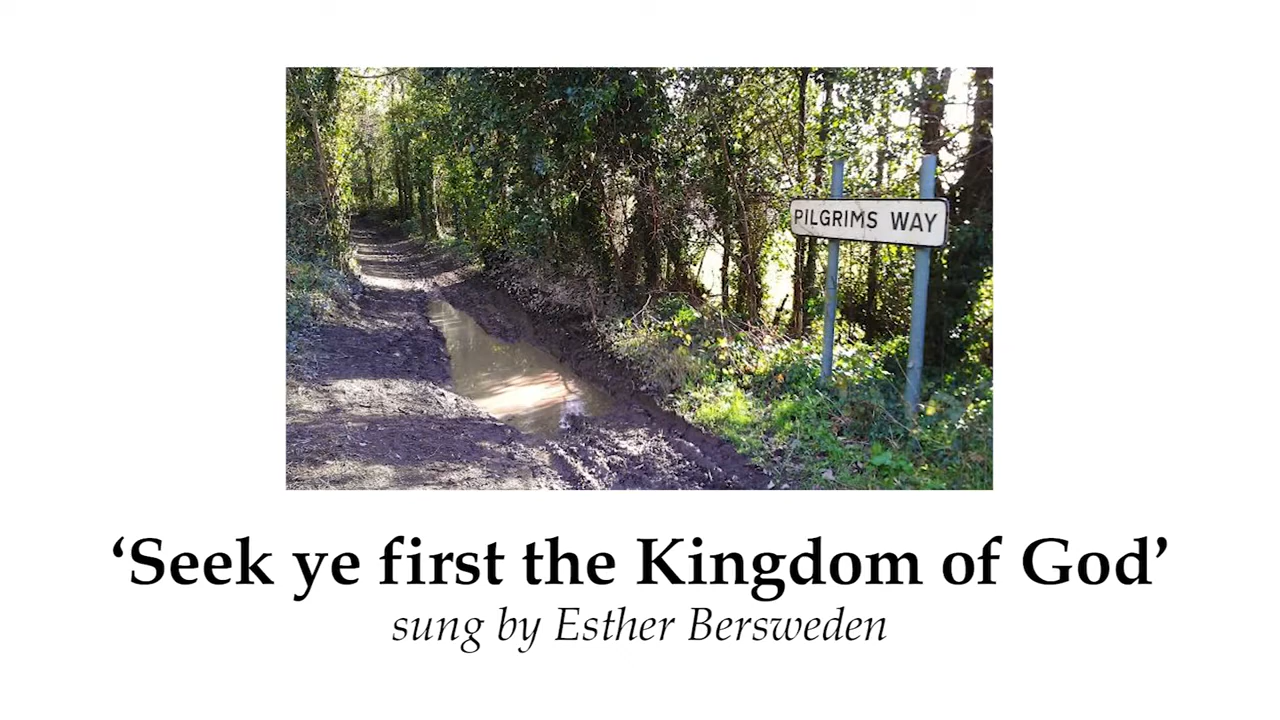 PILGRIMS WAY
‘Seek ye first the Kingdom of God’
sung by Esther Bersweden